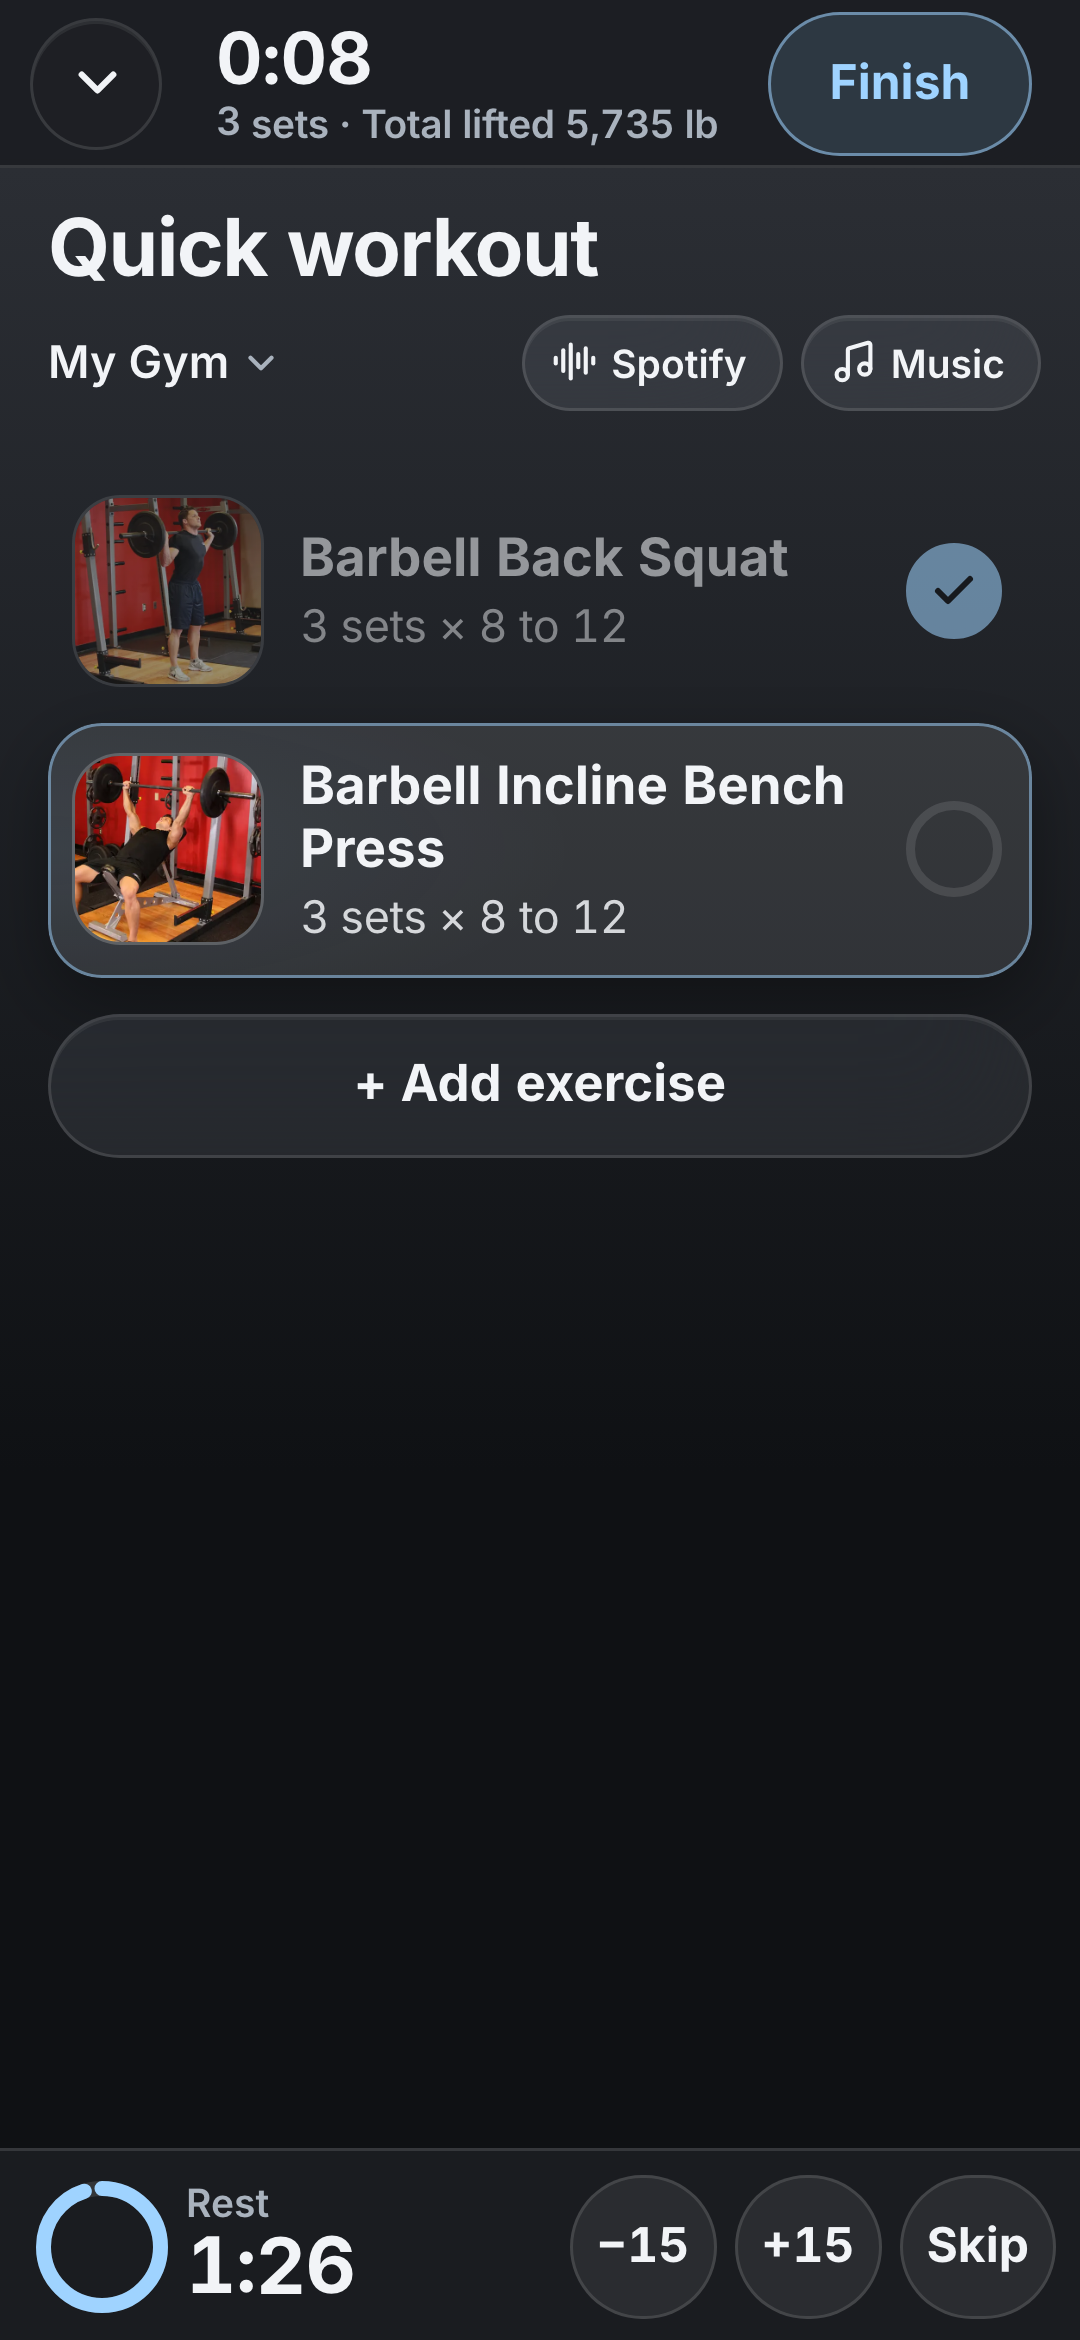 0:08
3 sets · Total lifted 5,735 lb
Finish
Quick workout
My Gym
Spotify
Music
Barbell Back Squat
3 sets × 8 to 12
Barbell Incline Bench
Press
3 sets × 8 to 12
+ Add exercise
Rest
1:26
−15
+15
Skip